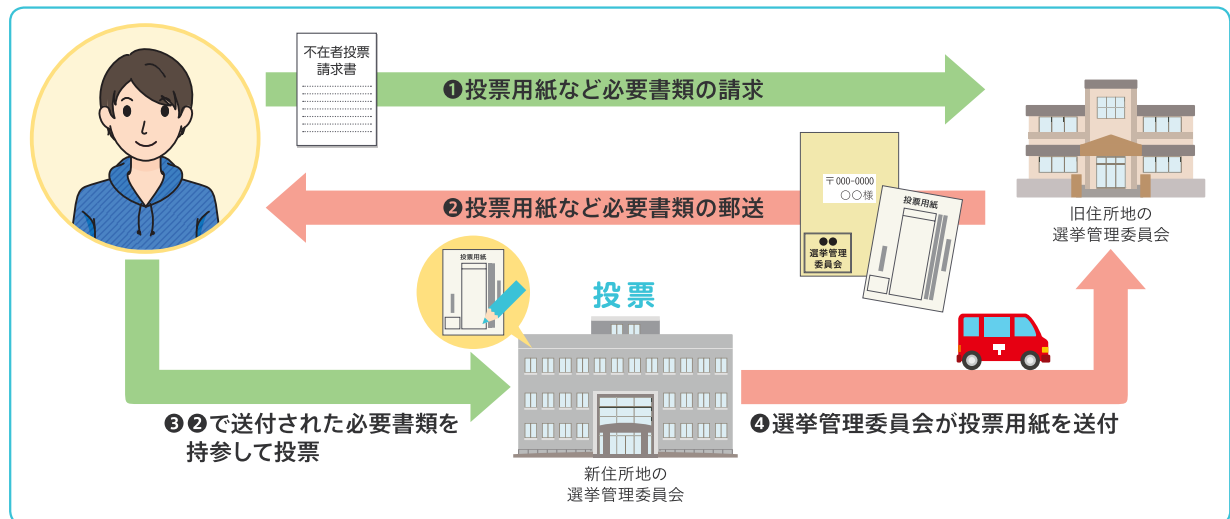 不在者投票
請求書
❶投票用紙など必要書類の請求
❷投票用紙など必要書類の郵送
〒000-0000
〇〇様
●●
選挙管理
委員会
投票用紙
旧住所地の
選挙管理委員会
投票用紙
投票
❸❷で送付された必要書類を
持参して投票
新住所地の
選挙管理委員会
〒
❹選挙管理委員会が投票用紙を送付